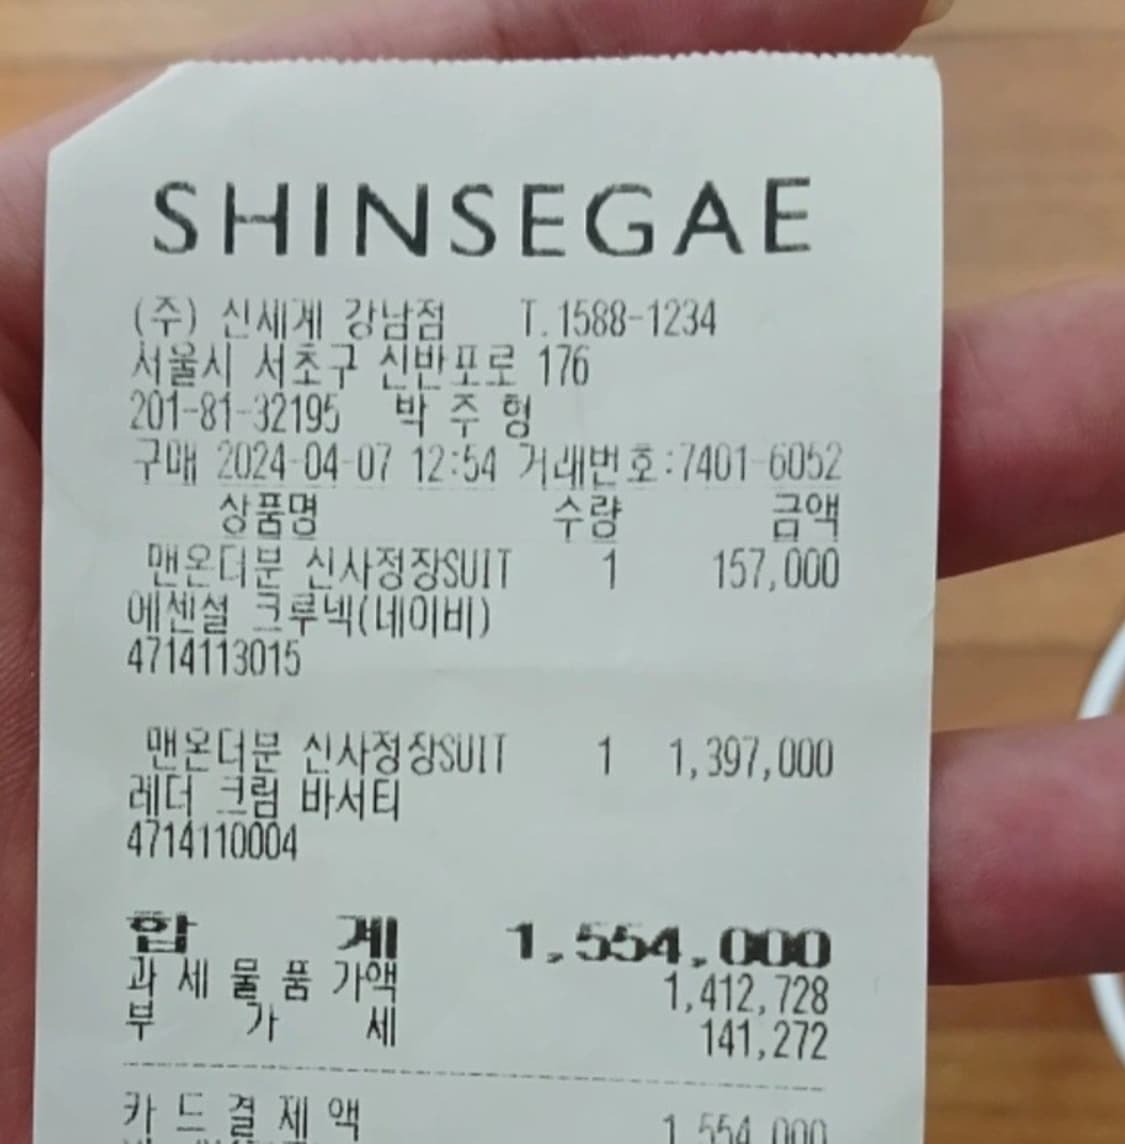 SHINSEGAE
(주) 신세계 강남점 T.1588-1234
서울시 서초구 신반포로 176
201-81-32195 박 주 형
구매 2024-04-07 12:54 거래번호:7401-6052
상품명 수량 금액
맨온더분 신사정장SUIT 1 157,000
에센셜 크루넥(네이비)
4714113015
맨온더분 신사정장SUIT 1 1,397,000
레더 크럼 바서티
4714110004
합 계 1,554,000
과 세 물 품 가액 1,412,728
부 가 세 141,272
카 드 결 제 액 1,554,000